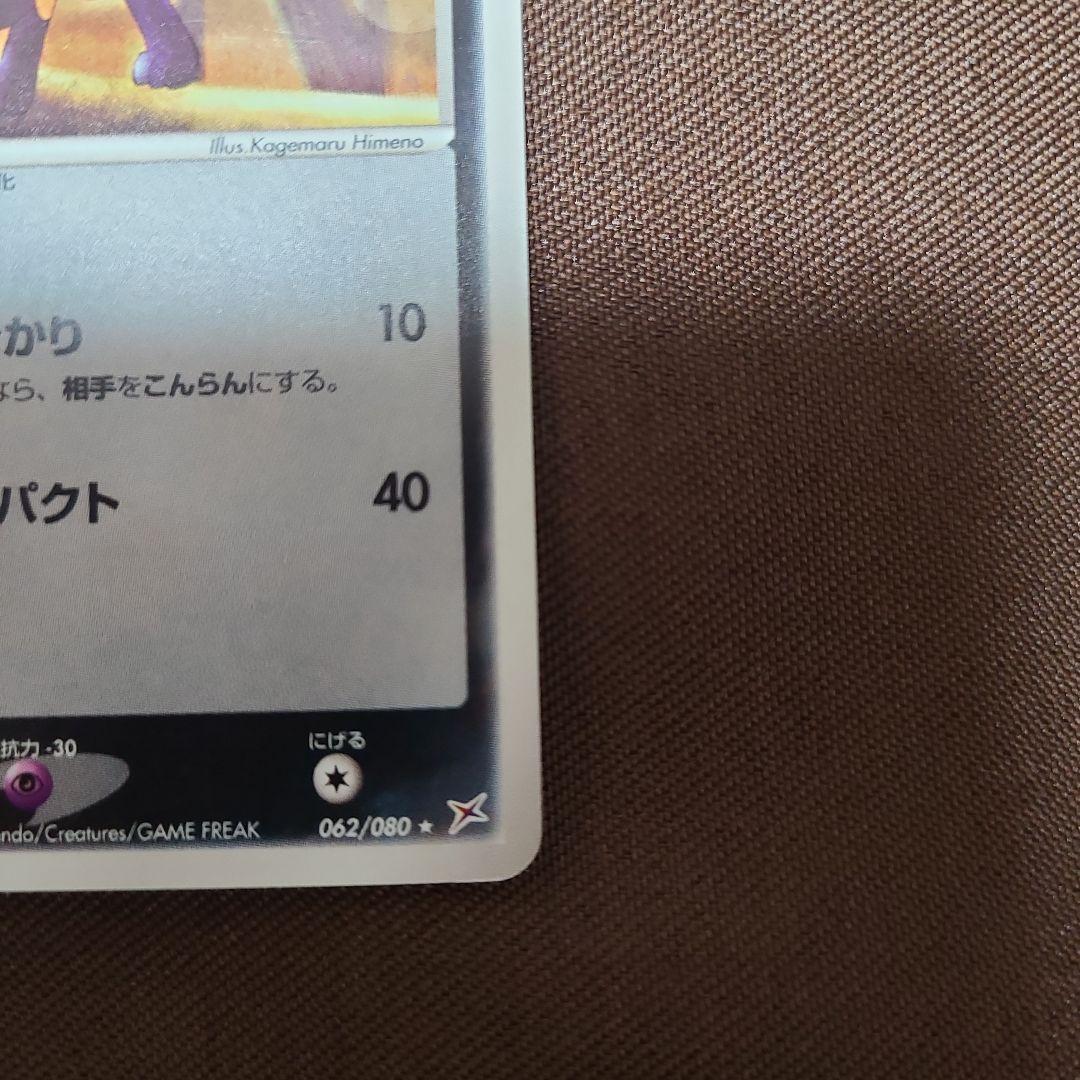 Illus. Kagemaru Himeno
化
かり 10
なら、相手をこんらんにする。
パクト 40
抗力 -30 にげる
ndo/Creatures/GAME FREAK 062/080 ★